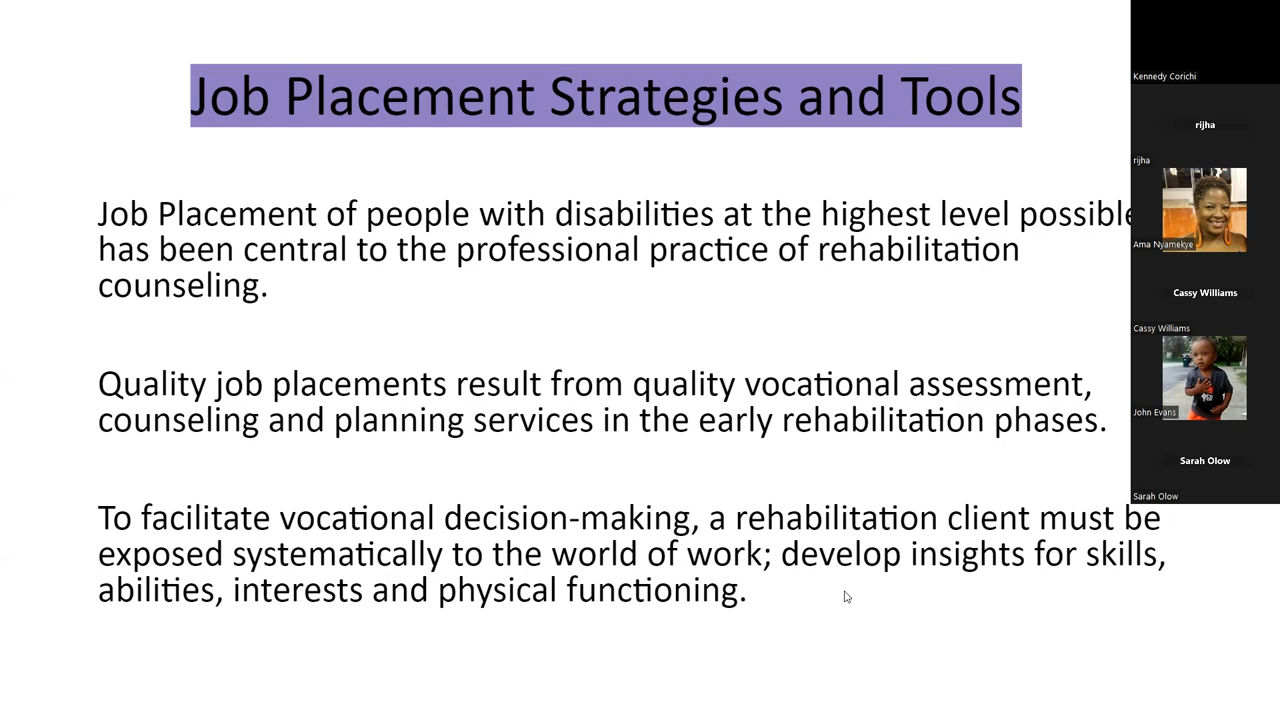 Job Placement Strategies and Tools
Job Placement of people with disabilities at the highest level possible
has been central to the professional practice of rehabilitation
counseling.
Quality job placements result from quality vocational assessment,
counseling and planning services in the early rehabilitation phases.
To facilitate vocational decision-making, a rehabilitation client must be
exposed systematically to the world of work; develop insights for skills,
abilities, interests and physical functioning.
Kennedy Corichi
rijha
rijha
Ama Nyamekye
Cassy Williams
Cassy Williams
John Evans
Sarah Olow
Sarah Olow